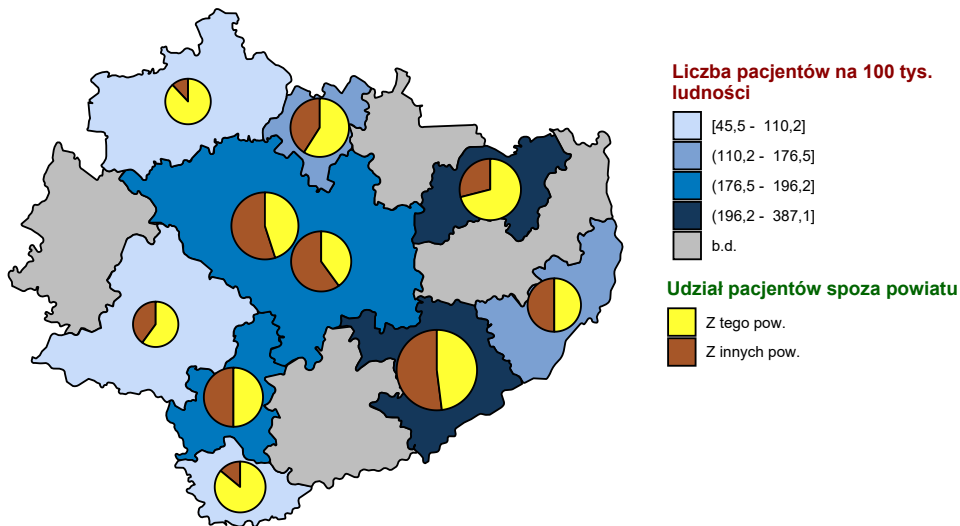 Liczba pacjentów na 100 tys.
ludności
[45,5 - 110,2]
(110,2 - 176,5]
(176,5 - 196,2]
(196,2 - 387,1]
b.d.
Udział pacjentów spoza powiatu
Z tego pow.
Z innych pow.